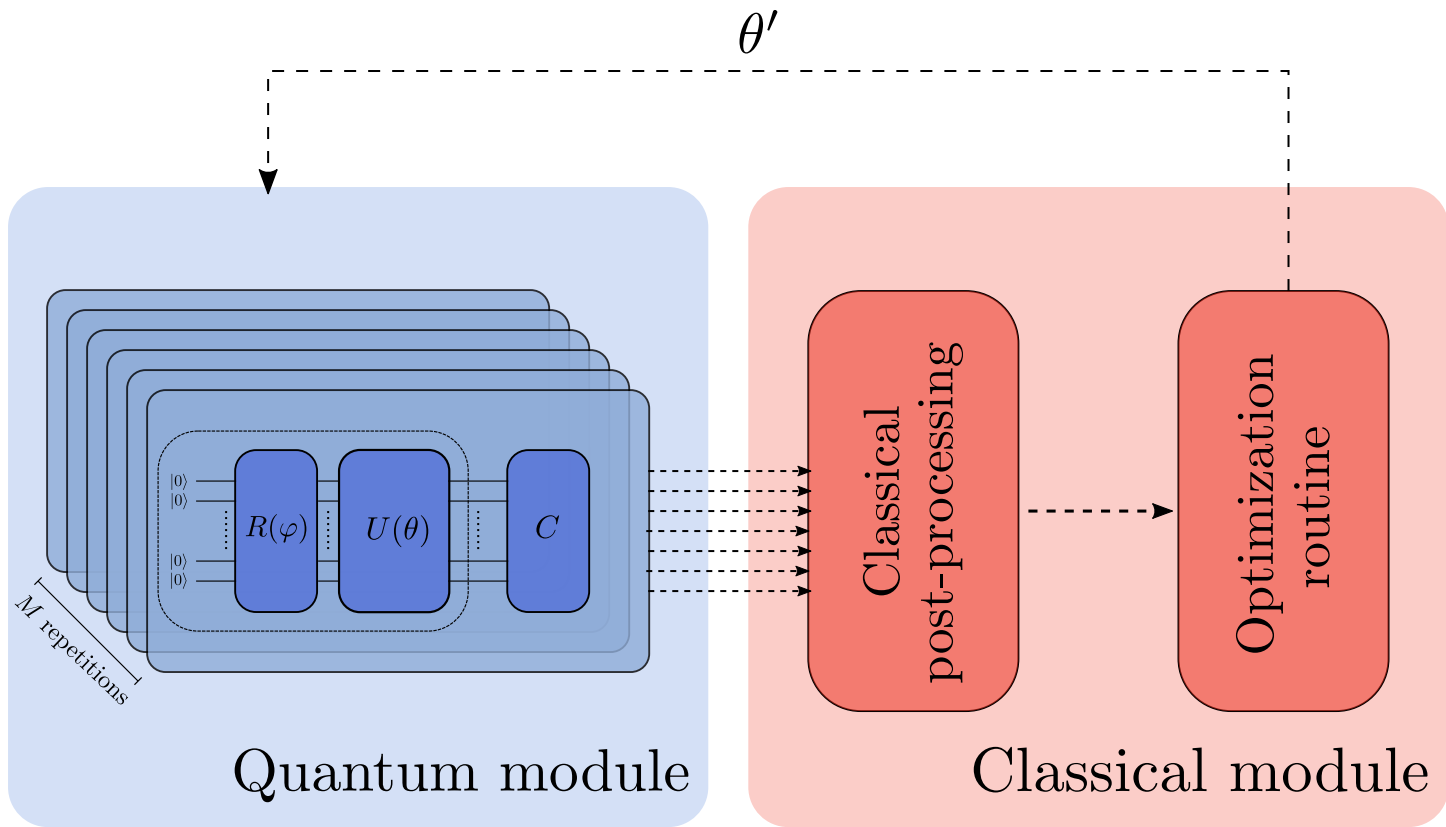 θ′
|0⟩
|0⟩
|0⟩
|0⟩
R(φ)
U(θ)
C
M repetitions
Quantum module
Classical
post-processing
Optimization
routine
Classical module